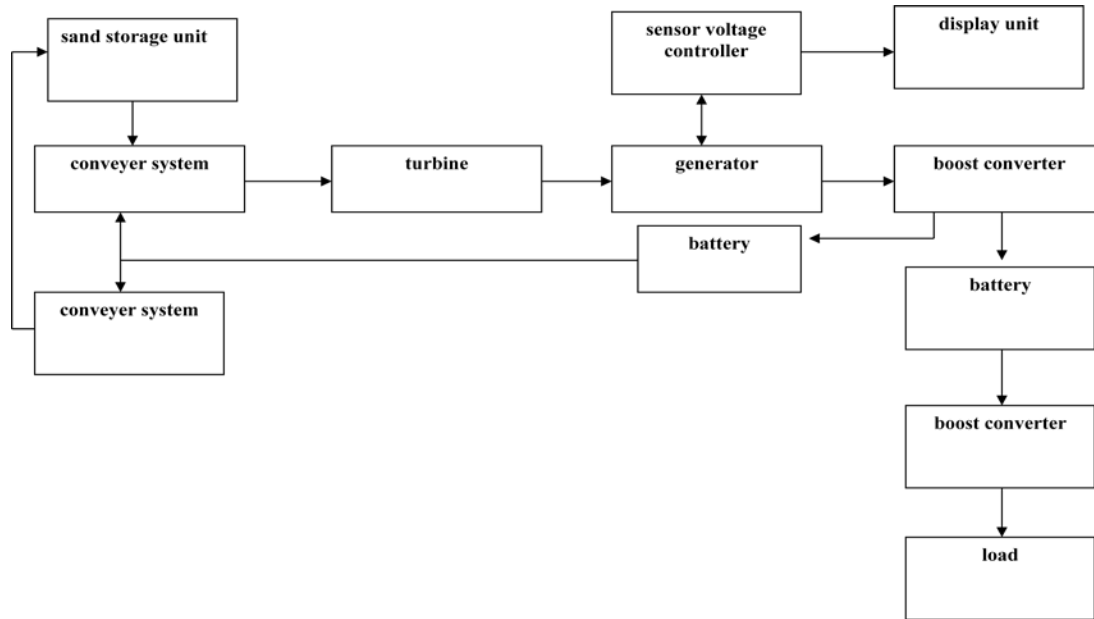 sand storage unit
sensor voltage
controller
display unit
conveyer system
turbine
generator
boost converter
battery
battery
conveyer system
boost converter
load